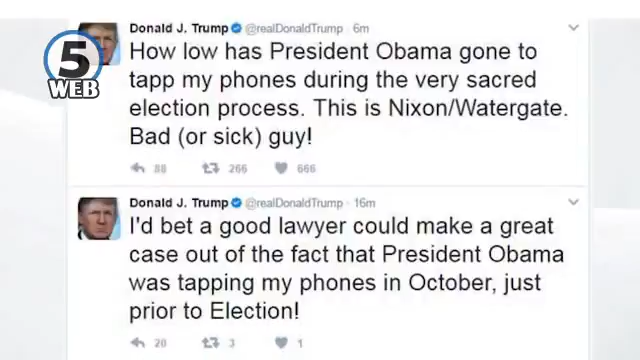 5
WEB
Donald J. Trump @realDonaldTrump · 6m
How low has President Obama gone to
tapp my phones during the very sacred
election process. This is Nixon/Watergate.
Bad (or sick) guy!
88 266 666
Donald J. Trump @realDonaldTrump · 16m
I'd bet a good lawyer could make a great
case out of the fact that President Obama
was tapping my phones in October, just
prior to Election!
20 3 1